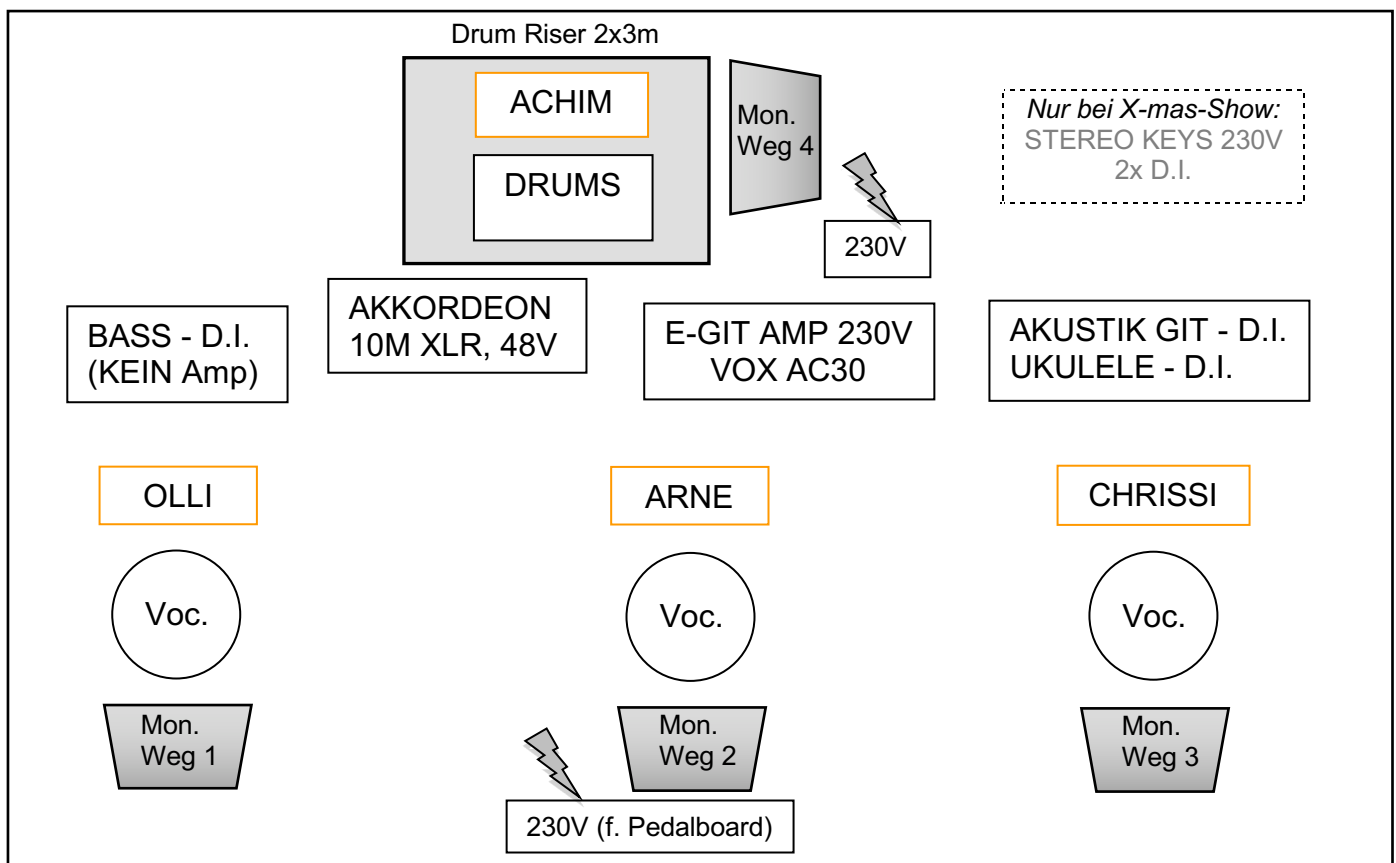 Drum Riser 2x3m
ACHIM
DRUMS
Mon.
Weg 4
230V
Nur bei X-mas-Show:
STEREO KEYS 230V
2x D.I.
BASS - D.I.
(KEIN Amp)
AKKORDEON
10M XLR, 48V
E-GIT AMP 230V
VOX AC30
AKUSTIK GIT - D.I.
UKULELE - D.I.
OLLI
ARNE
CHRISSI
Voc.
Voc.
Voc.
Mon.
Weg 1
Mon.
Weg 2
Mon.
Weg 3
230V (f. Pedalboard)